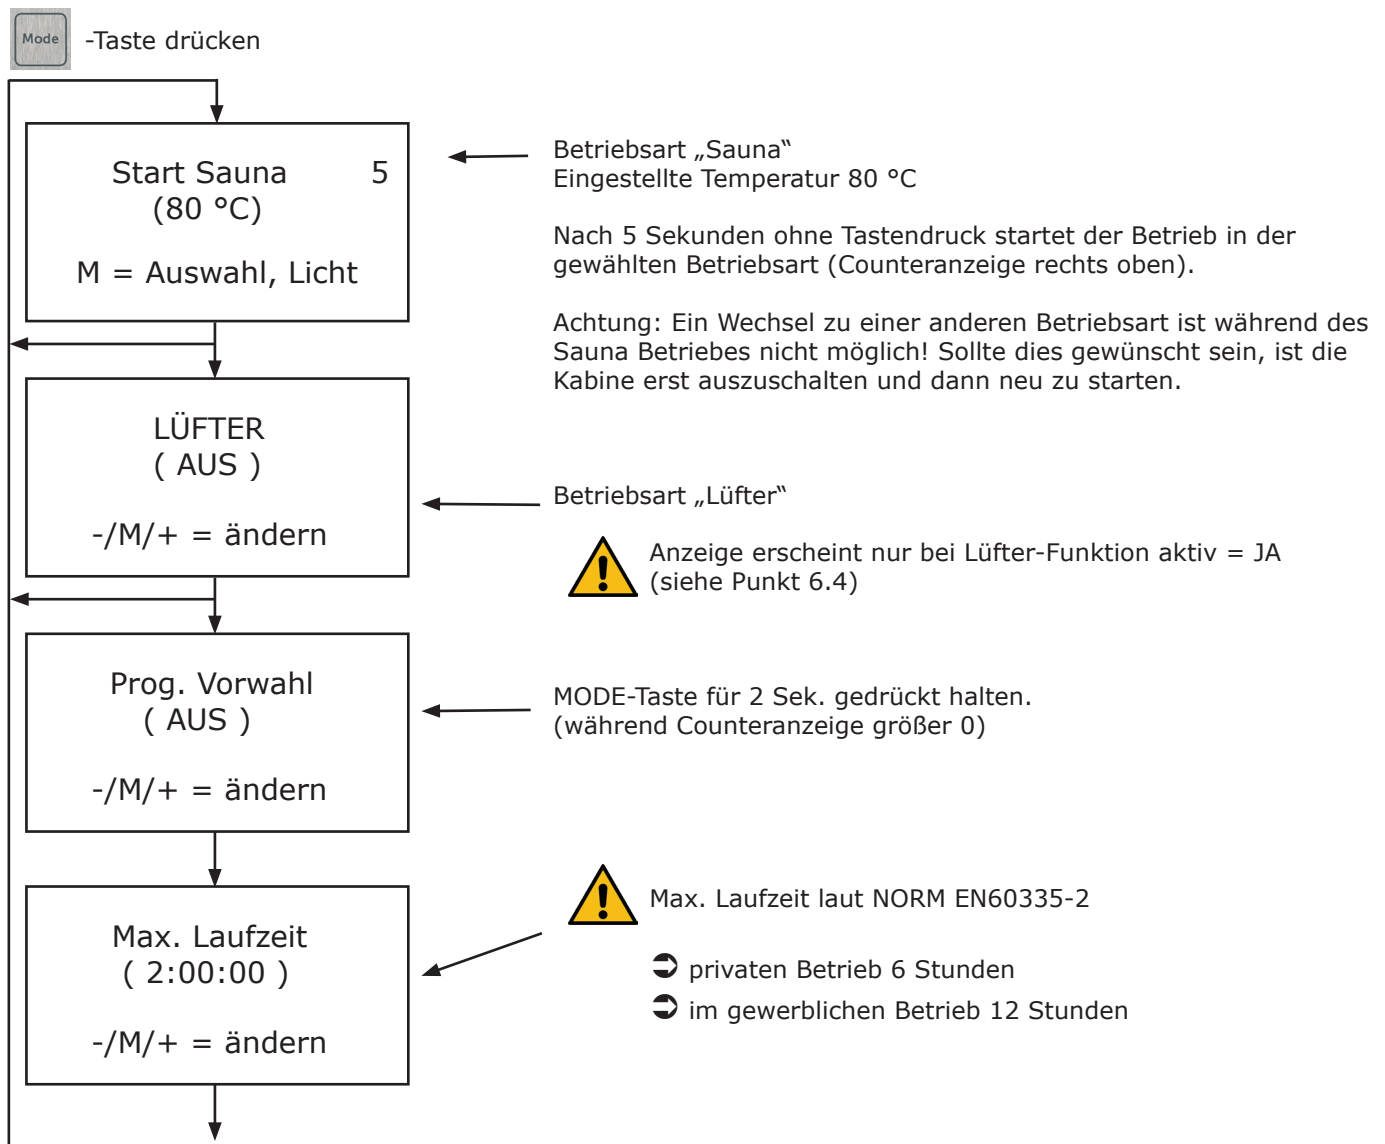 Mode -Taste drücken
Start Sauna 5
(80 °C)
M = Auswahl, Licht
Betriebsart „Sauna“
Eingestellte Temperatur 80 °C
Nach 5 Sekunden ohne Tastendruck startet der Betrieb in der
gewählten Betriebsart (Counteranzeige rechts oben).
Achtung: Ein Wechsel zu einer anderen Betriebsart ist während des
Sauna Betriebes nicht möglich! Sollte dies gewünscht sein, ist die
Kabine erst auszuschalten und dann neu zu starten.
LÜFTER
( AUS )
-/M/+ = ändern
Betriebsart „Lüfter“
Anzeige erscheint nur bei Lüfter-Funktion aktiv = JA
(siehe Punkt 6.4)
Prog. Vorwahl
( AUS )
-/M/+ = ändern
MODE-Taste für 2 Sek. gedrückt halten.
(während Counteranzeige größer 0)
Max. Laufzeit
( 2:00:00 )
-/M/+ = ändern
Max. Laufzeit laut NORM EN60335-2
➲ privaten Betrieb 6 Stunden
➲ im gewerblichen Betrieb 12 Stunden